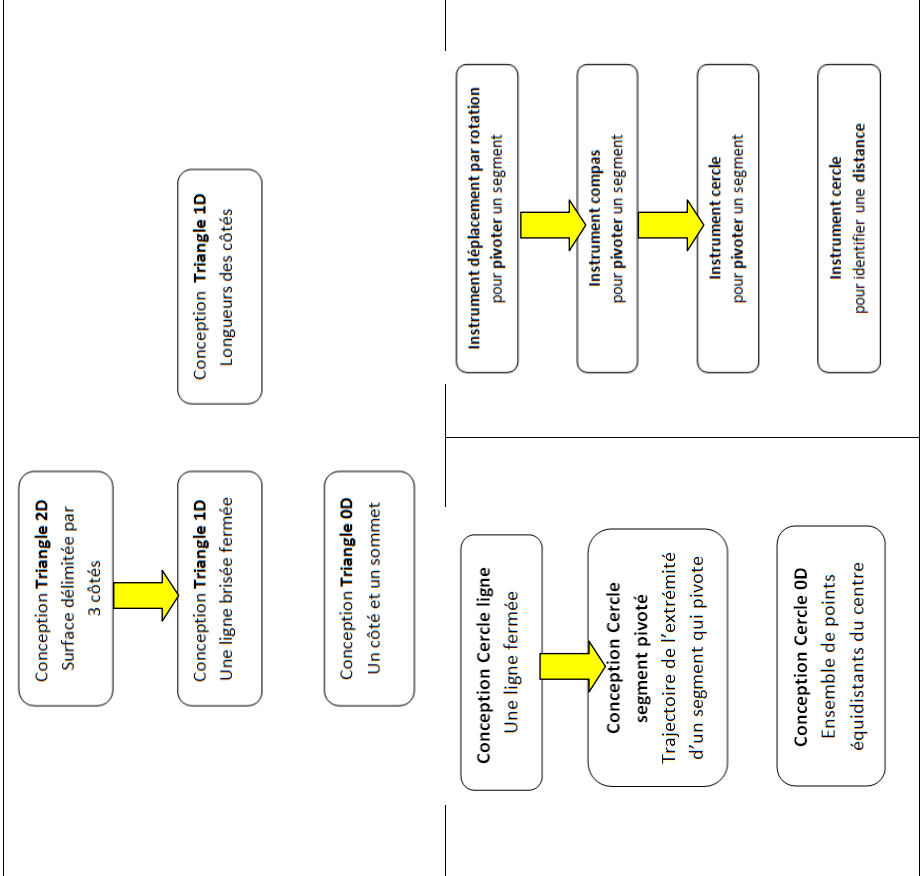 Conception Triangle 2D
Surface délimitée par
3 côtés
Conception Triangle 1D
Une ligne brisée fermée
Conception Triangle 1D
Longueurs des côtés
Conception Triangle 0D
Un côté et un sommet
Conception Cercle ligne
Une ligne fermée
Conception Cercle
segment pivoté
Trajectoire de l'extrémité
d'un segment qui pivote
Conception Cercle 0D
Ensemble de points
équidistants du centre
Instrument déplacement par rotation
pour pivoter un segment
Instrument compas
pour pivoter un segment
Instrument cercle
pour pivoter un segment
Instrument cercle
pour identifier une distance